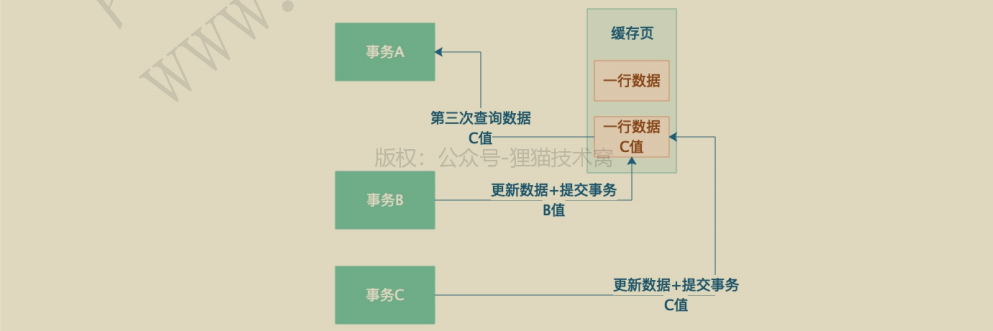 缓存页
事务A
一行数据
第三次查询数据
C值
一行数据
C值
版权：公众号-狸猫技术窝
事务B
更新数据+提交事务
B值
事务C
更新数据+提交事务
C值
www.